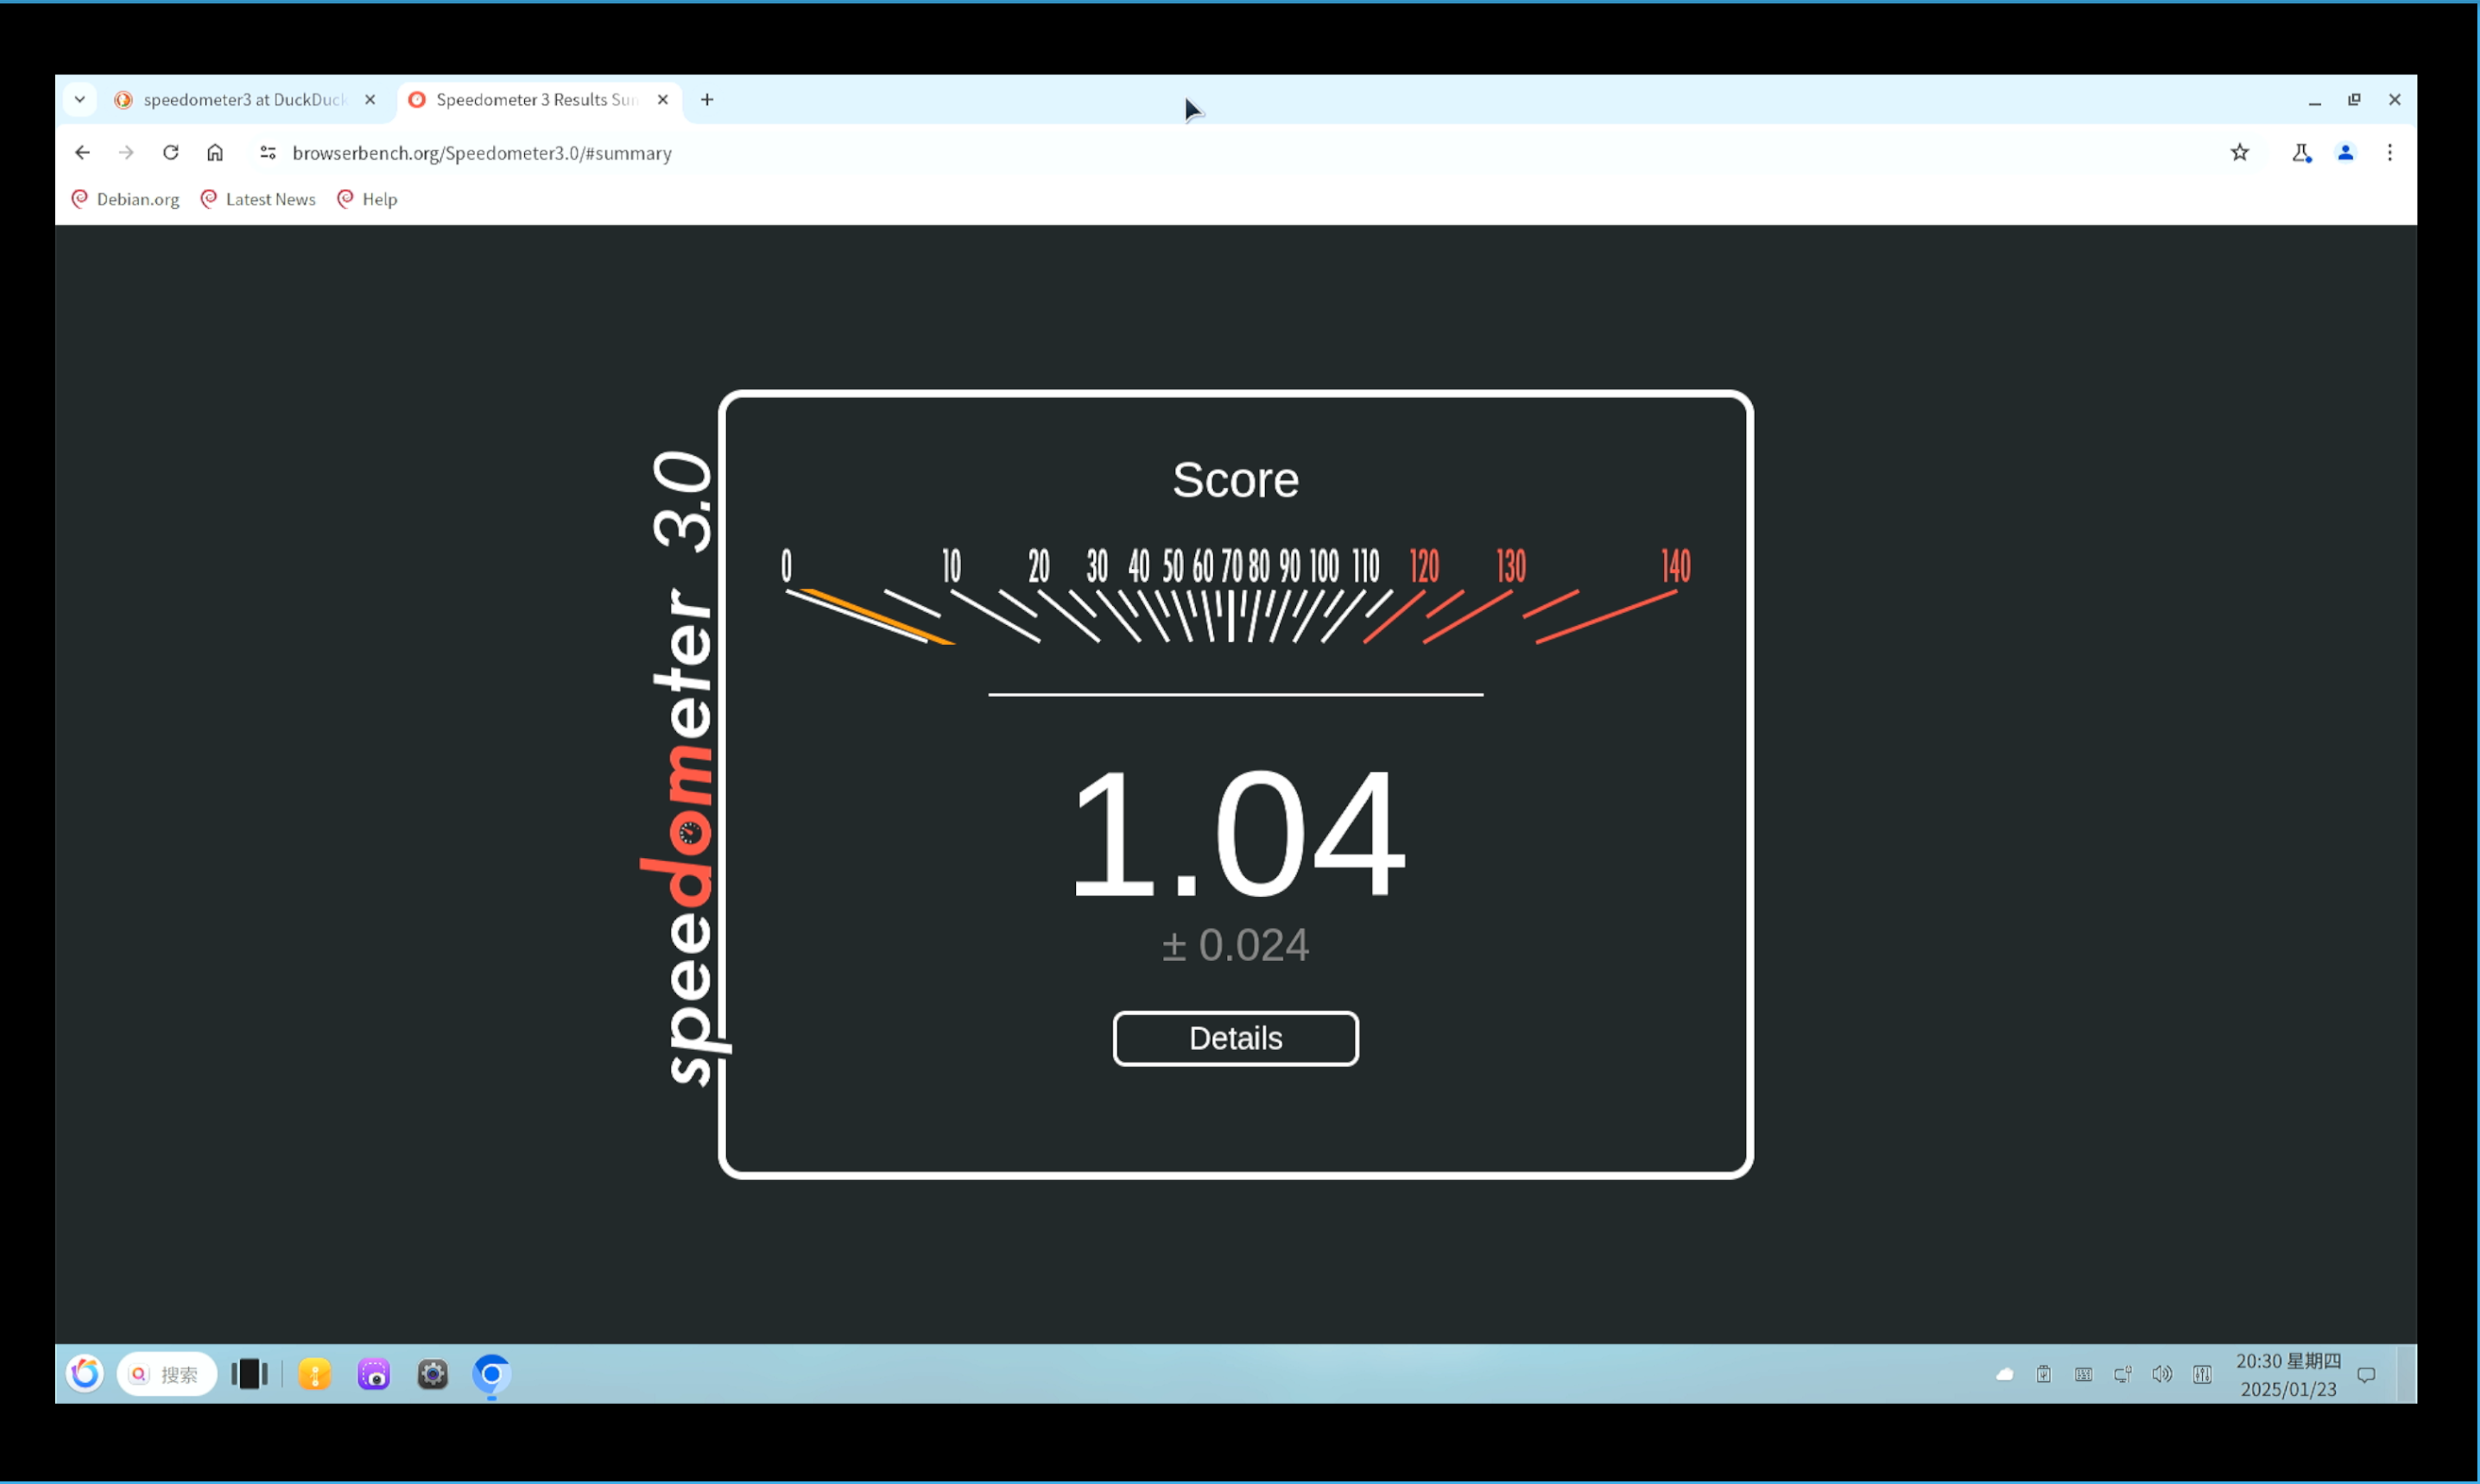 speedometer3 at DuckDuck
Speedometer 3 Results Sum
browserbench.org/Speedometer3.0/#summary
Debian.org
Latest News
Help
speedometer 3.0
Score
0 10 20 30 40 50 60 70 80 90 100 110 120 130 140
1.04
± 0.024
Details
搜索
20:30 星期四
2025/01/23